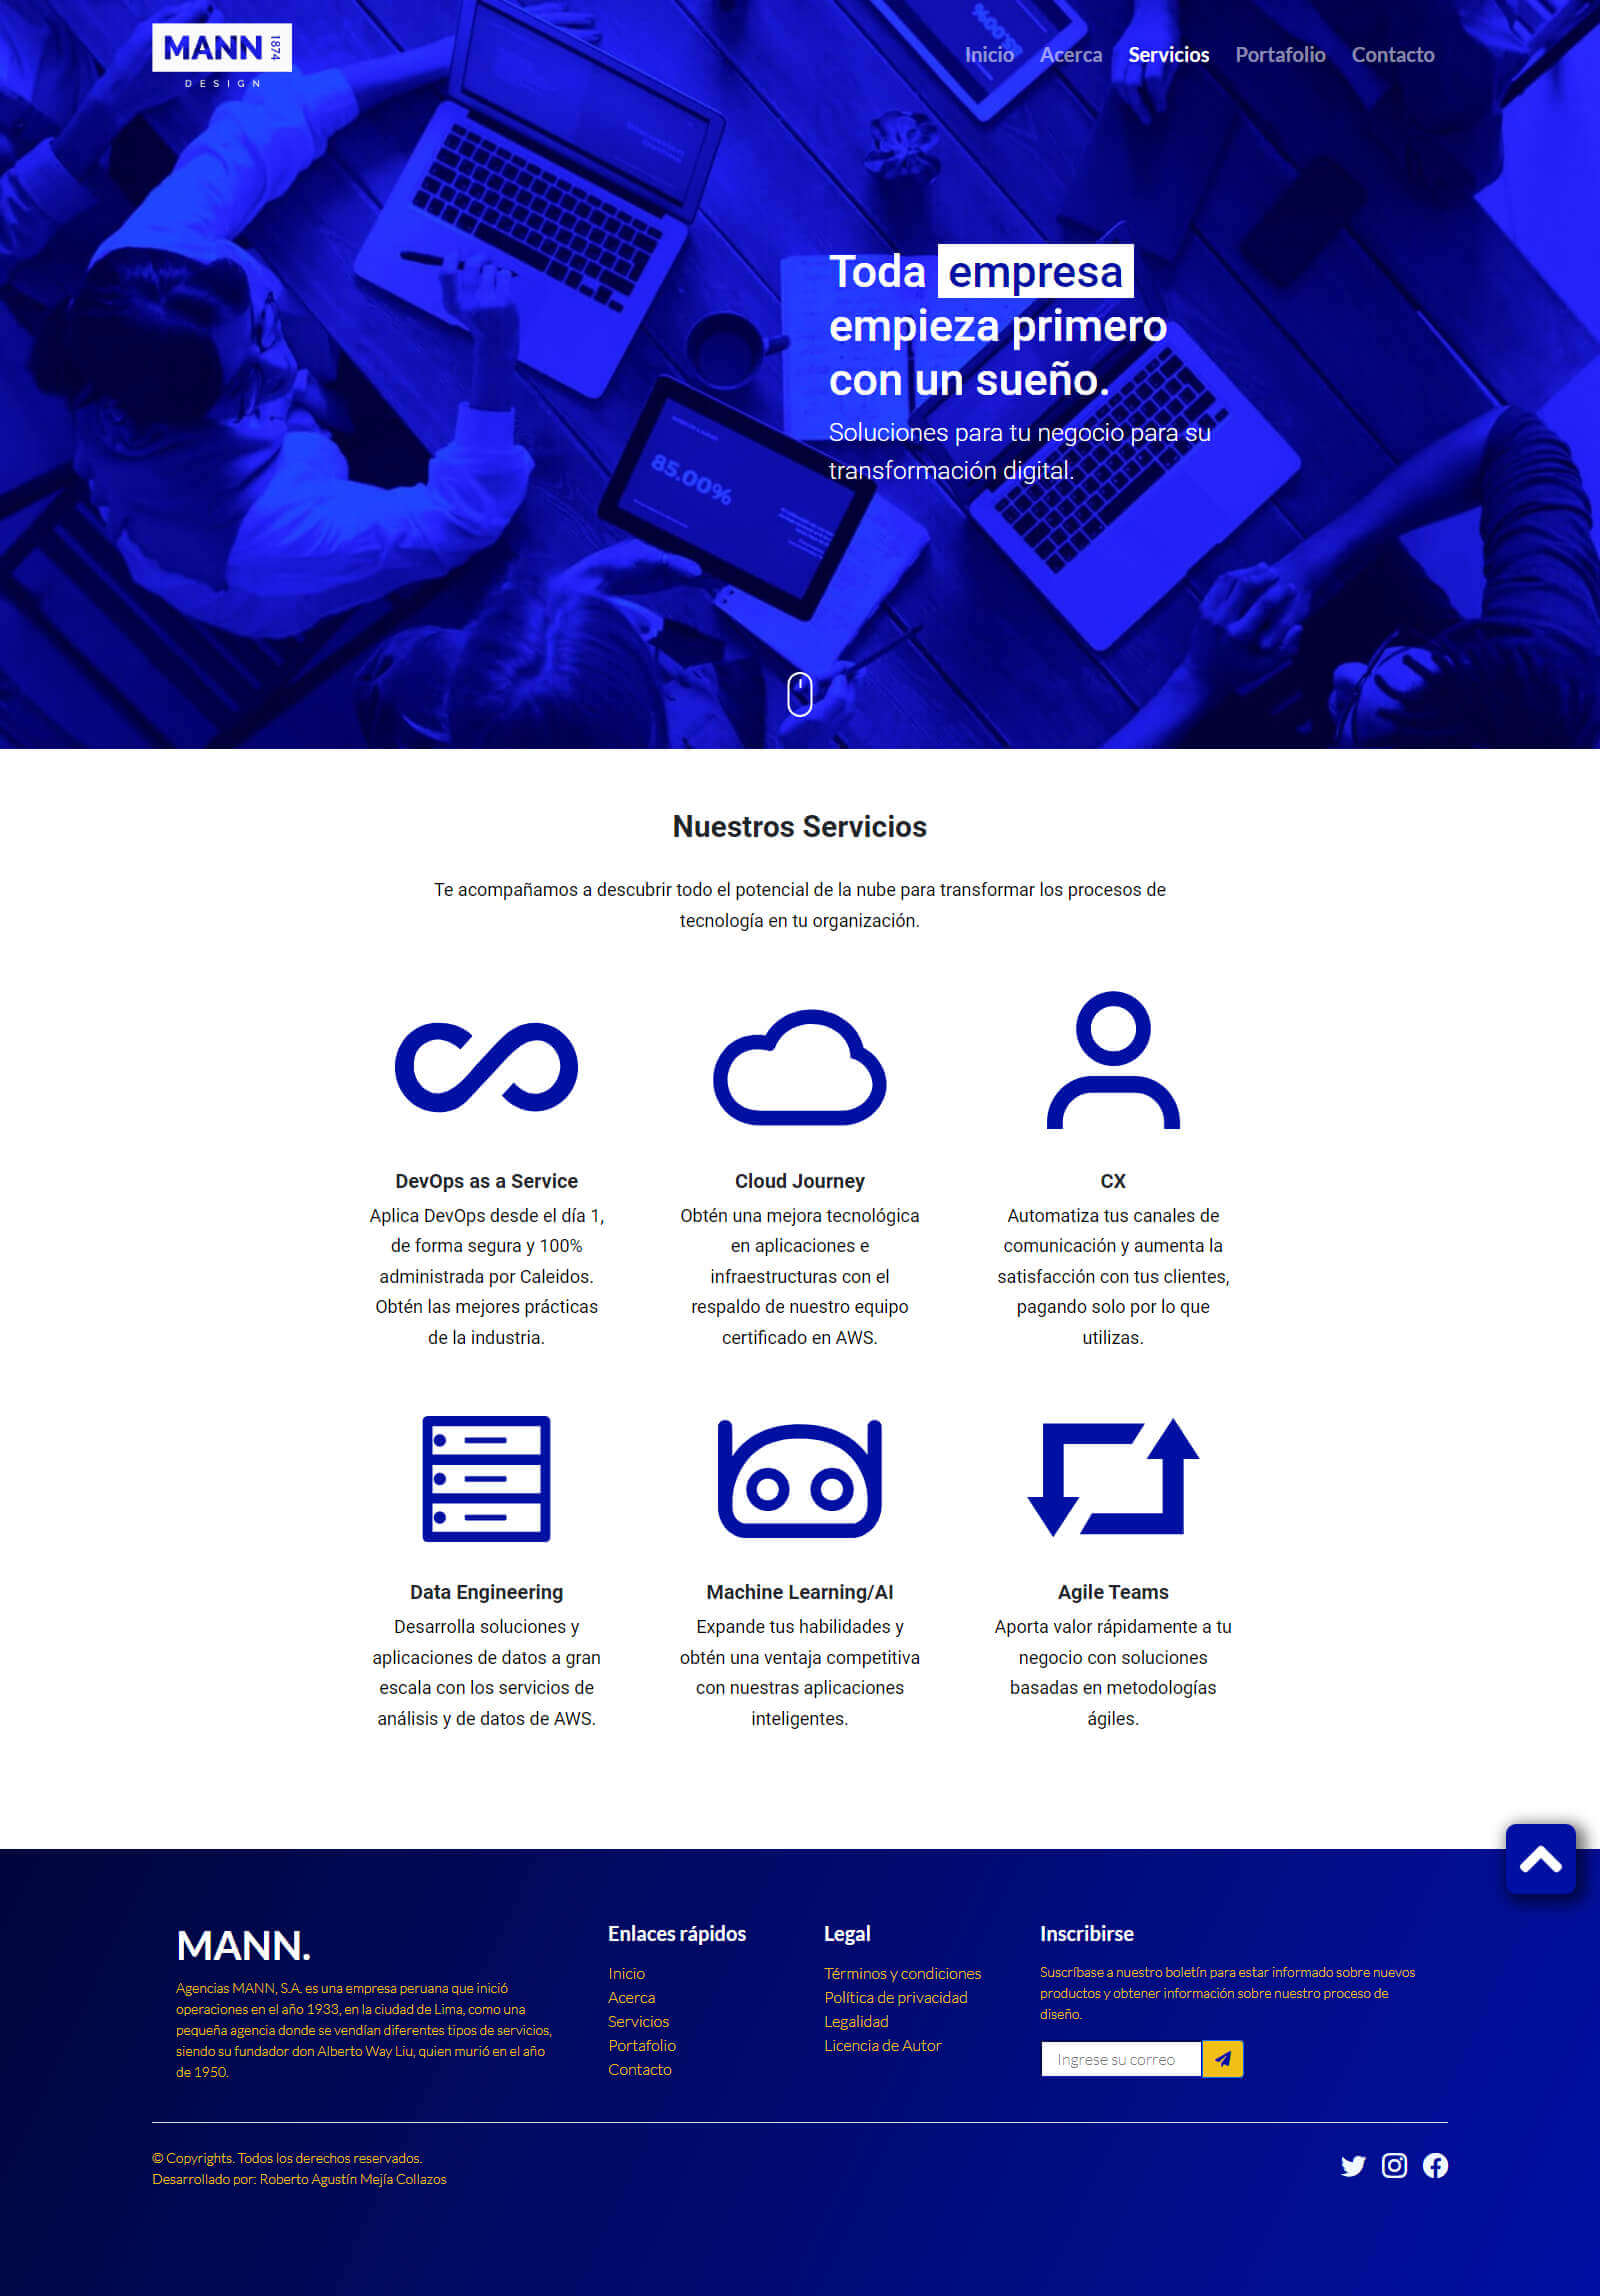 MANN 1874
DESIGN
Inicio Acerca Servicios Portafolio Contacto
%00
Toda empresa
empieza primero
con un sueño.
Soluciones para tu negocio para su
transformación digital.
85.00%
Nuestros Servicios
Te acompañamos a descubrir todo el potencial de la nube para transformar los procesos de
tecnología en tu organización.
DevOps as a Service
Aplica DevOps desde el día 1,
de forma segura y 100%
administrada por Caleidos.
Obtén las mejores prácticas
de la industria.
Cloud Journey
Obtén una mejora tecnológica
en aplicaciones e
infraestructuras con el
respaldo de nuestro equipo
certificado en AWS.
CX
Automatiza tus canales de
comunicación y aumenta la
satisfacción con tus clientes,
pagando solo por lo que
utilizas.
Data Engineering
Desarrolla soluciones y
aplicaciones de datos a gran
escala con los servicios de
análisis y de datos de AWS.
Machine Learning/AI
Expande tus habilidades y
obtén una ventaja competitiva
con nuestras aplicaciones
inteligentes.
Agile Teams
Aporta valor rápidamente a tu
negocio con soluciones
basadas en metodologías
ágiles.
MANN.
Agencias MANN, S.A. es una empresa peruana que inició
operaciones en el año 1933, en la ciudad de Lima, como una
pequeña agencia donde se vendían diferentes tipos de servicios,
siendo su fundador don Alberto Way Liu, quien murió en el año
de 1950.
Enlaces rápidos
Inicio
Acerca
Servicios
Portafolio
Contacto
Legal
Términos y condiciones
Política de privacidad
Legalidad
Licencia de Autor
Inscribirse
Suscríbase a nuestro boletín para estar informado sobre nuevos
productos y obtener información sobre nuestro proceso de
diseño.
Ingrese su correo
© Copyrights. Todos los derechos reservados.
Desarrollado por: Roberto Agustín Mejía Collazos